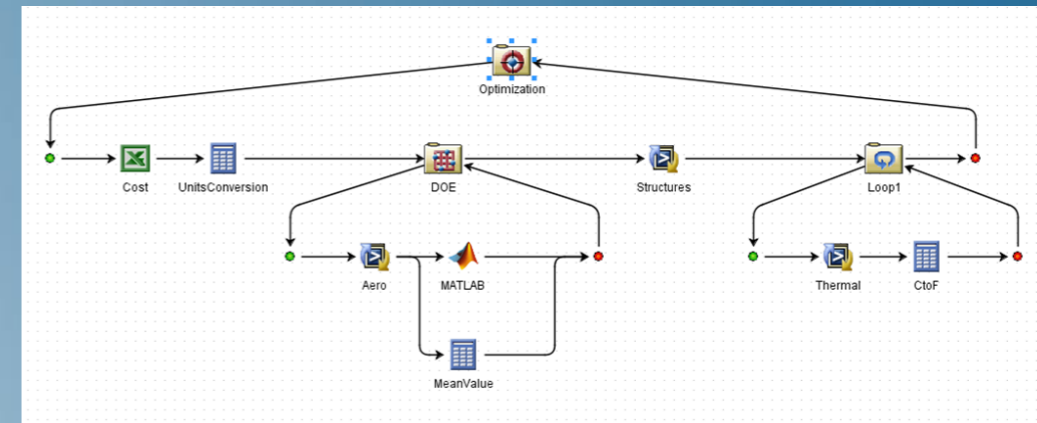 Optimization
Cost
UnitsConversion
DOE
Structures
Loop1
Aero
MATLAB
Thermal
CtoF
MeanValue